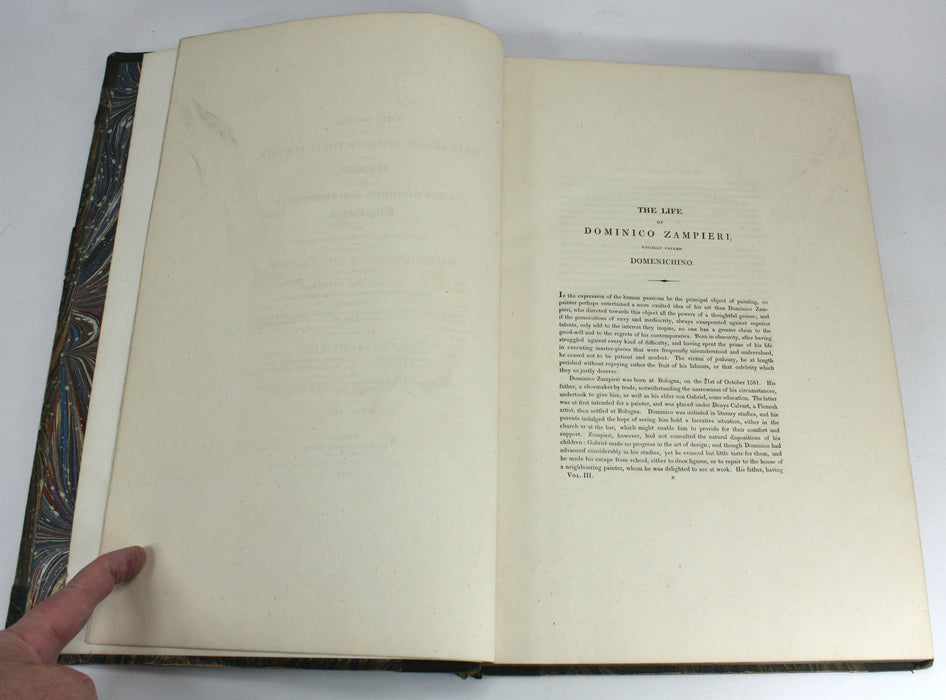 THE LIFE
OF
DOMINICO ZAMPIERI,
USUALLY CALLED
DOMENICHINO.
If the expression of the human passions be the principal object of painting, no
painter perhaps entertained a more exalted idea of his art than Dominico Zam-
pieri, who directed towards this object all the powers of a thoughtful genius; and
if the persecutions of envy and mediocrity, always exasperated against superior
talents, only add to the interest they inspire, no one has a greater claim to the
good-will and to the regrets of his contemporaries. Born in obscurity, after having
struggled against every kind of difficulty, and having spent the prime of his life
in executing master-pieces that were frequently misunderstood and undervalued,
he ceased not to be patient and modest. The victim of jealousy, he at length
perished without enjoying either the fruit of his labours, or that celebrity which
they so justly deserve.
Dominico Zampieri was born at Bologna, on the 21st of October 1581. His
father, a shoemaker by trade, notwithstanding the narrowness of his circumstances,
undertook to give him, as well as his elder son Gabriel, some education. The latter
was at first intended for a painter, and was placed under Denys Calvart, a Flemish
artist, then settled at Bologna. Dominico was initiated in literary studies, and his
parents indulged the hope of seeing him hold a lucrative situation, either in the
church or at the bar, which might enable him to provide for their comfort and
support. Zempieri, however, had not consulted the natural dispositions of his
children: Gabriel made no progress in the art of design; and though Dominico had
advanced considerably in his studies, yet he evinced but little taste for them, and
he made his escape from school, either to draw figures, or to repair to the house of
a neighbouring painter, whom he was delighted to see at work. His father, having
VOL. III. B